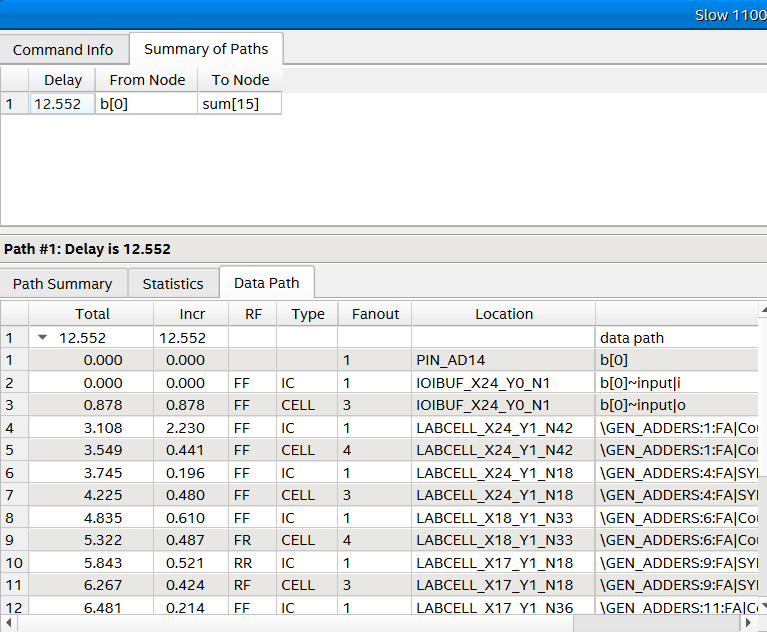 Slow 1100
Command Info Summary of Paths
Delay From Node To Node
1 12.552 b[0] sum[15]
Path #1: Delay is 12.552
Path Summary Statistics Data Path
Total Incr RF Type Fanout Location
1 12.552 12.552 data path
1 0.000 0.000 1 PIN_AD14 b[0]
2 0.000 0.000 FF IC 1 IOIBUF_X24_Y0_N1 b[0]~input|i
3 0.878 0.878 FF CELL 3 IOIBUF_X24_Y0_N1 b[0]~input|o
4 3.108 2.230 FF IC 1 LABCELL_X24_Y1_N42 \GEN_ADDERS:1:FA|Cou
5 3.549 0.441 FF CELL 4 LABCELL_X24_Y1_N42 \GEN_ADDERS:1:FA|Cou
6 3.745 0.196 FF IC 1 LABCELL_X24_Y1_N18 \GEN_ADDERS:4:FA|SYI
7 4.225 0.480 FF CELL 3 LABCELL_X24_Y1_N18 \GEN_ADDERS:4:FA|SYI
8 4.835 0.610 FF IC 1 LABCELL_X18_Y1_N33 \GEN_ADDERS:6:FA|Cou
9 5.322 0.487 FR CELL 4 LABCELL_X18_Y1_N33 \GEN_ADDERS:6:FA|Cou
10 5.843 0.521 RR IC 1 LABCELL_X17_Y1_N18 \GEN_ADDERS:9:FA|SYI
11 6.267 0.424 RF CELL 3 LABCELL_X17_Y1_N18 \GEN_ADDERS:9:FA|SYI
12 6.481 0.214 FF IC 1 LABCELL_X17_Y1_N36 \GEN_ADDERS:11:FA|C